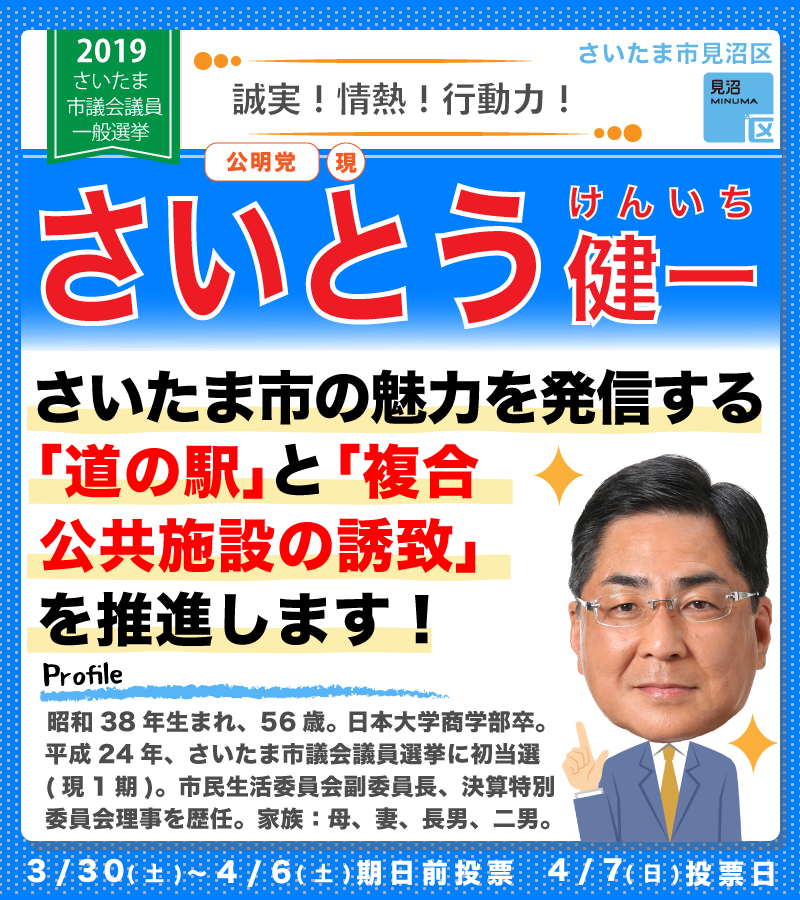 2019
さいたま
市議会議員
一般選挙
誠実！情熱！行動力！
さいたま市見沼区
見沼
MINUMA
区
公明党 現
けんいち
さいとう健一
さいたま市の魅力を発信する
「道の駅」と「複合
公共施設の誘致」
を推進します！
Profile
昭和38年生まれ、56歳。日本大学商学部卒。
平成24年、さいたま市議会議員選挙に初当選
(現1期)。市民生活委員会副委員長、決算特別
委員会理事を歴任。家族：母、妻、長男、二男。
3/30(土)~4/6(土)期日前投票 4/7(日)投票日